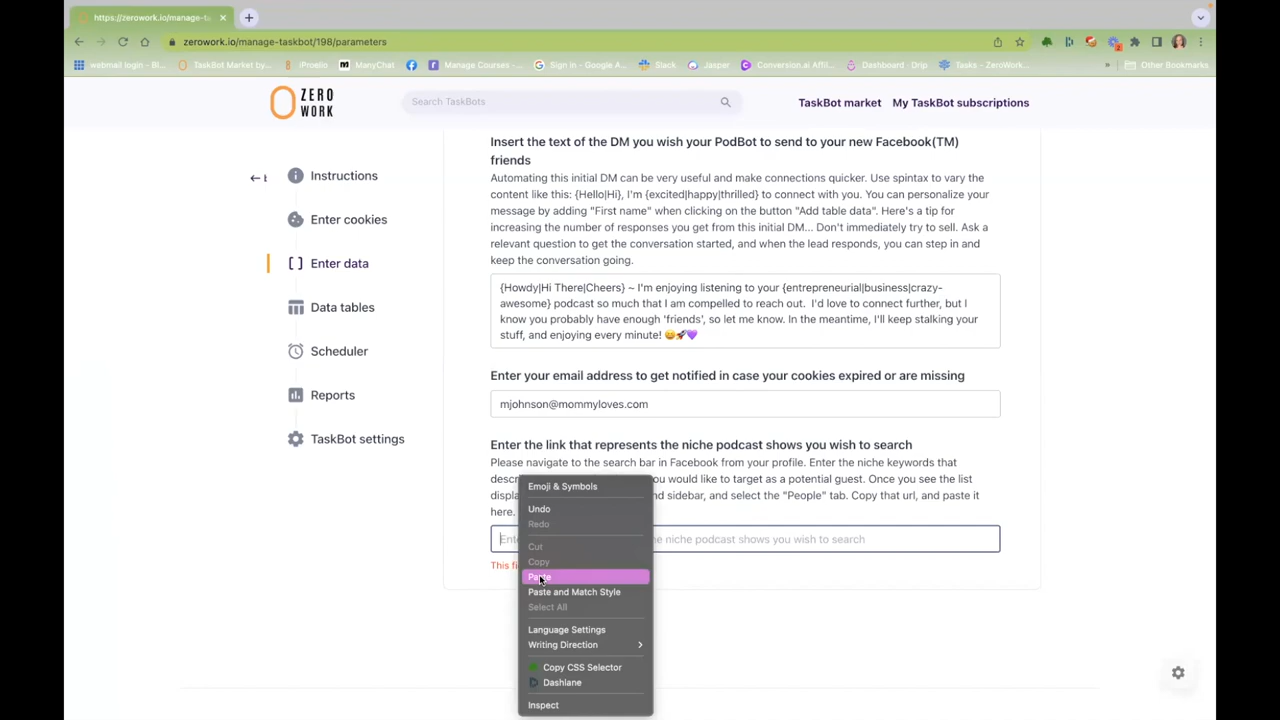 https://zerowork.io/manage-ta
zerowork.io/manage-taskbot/198/parameters
webmail login - Bl...
TaskBot Market by...
iProelio
ManyChat
Manage Courses -...
Sign in - Google A...
Slack
Jasper
Conversion.ai Affil...
Dashboard · Drip
Tasks - ZeroWork...
»
Other Bookmarks
ZERO
WORK
Search TaskBots
TaskBot market
My TaskBot subscriptions
Instructions
Enter cookies
Enter data
Data tables
Scheduler
Reports
TaskBot settings
Insert the text of the DM you wish your PodBot to send to your new Facebook(TM)
friends
Automating this initial DM can be very useful and make connections quicker. Use spintax to vary the
content like this: {Hello|Hi}, I'm {excited|happy|thrilled} to connect with you. You can personalize your
message by adding "First name" when clicking on the button "Add table data". Here's a tip for
increasing the number of responses you get from this initial DM... Don't immediately try to sell. Ask a
relevant question to get the conversation started, and when the lead responds, you can step in and
keep the conversation going.
{Howdy|Hi There|Cheers} ~ I'm enjoying listening to your {entrepreneurial|business|crazy-
awesome} podcast so much that I am compelled to reach out. I'd love to connect further, but I
know you probably have enough 'friends', so let me know. In the meantime, I'll keep stalking your
stuff, and enjoying every minute! 😄🚀💜
Enter your email address to get notified in case your cookies expired or are missing
mjohnson@mommyloves.com
Enter the link that represents the niche podcast shows you wish to search
Please navigate to the search bar in Facebook from your profile. Enter the niche keywords that
descr
you would like to target as a potential guest. Once you see the
list
displa
nd sidebar, and select the "People" tab. Copy that url, and paste it
here.
Ente
ne niche podcast shows you wish to search
This fi
Emoji & Symbols
Undo
Redo
Cut
Copy
Paste
Paste and Match Style
Select All
Language Settings
Writing Direction
Copy CSS Selector
Dashlane
Inspect